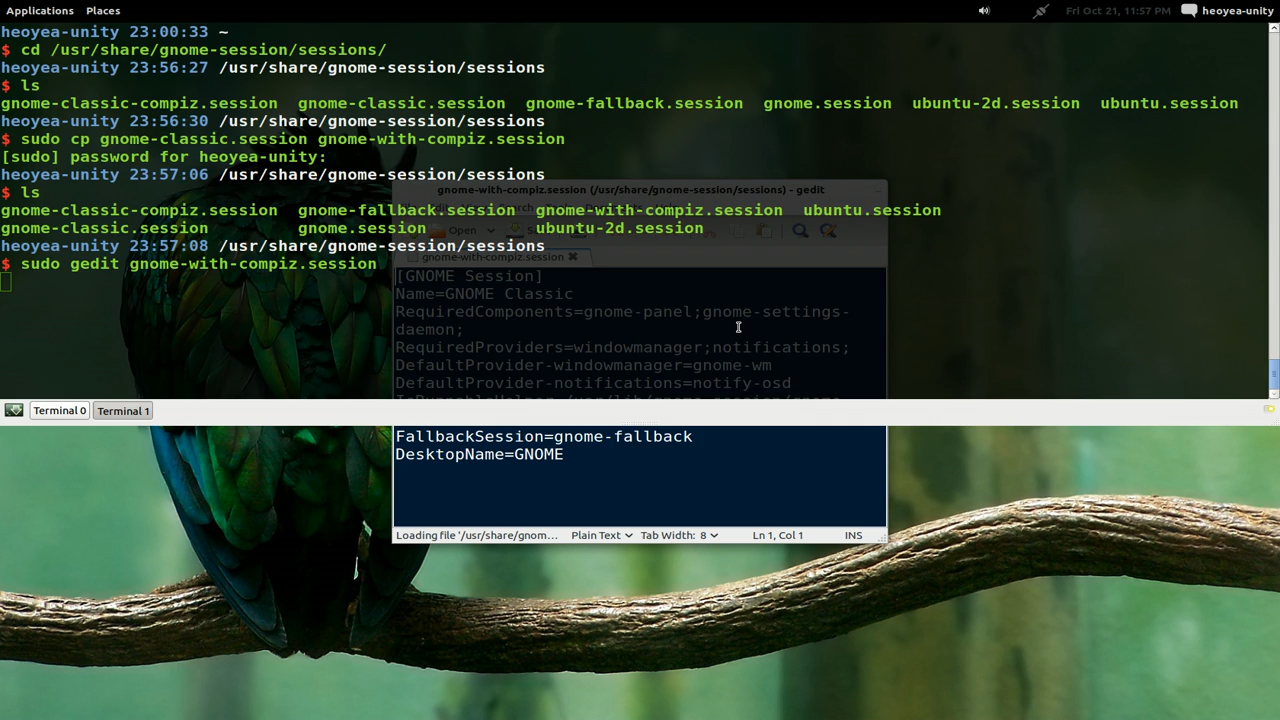 Applications Places Fri Oct 21, 11:57 PM heoyea-unity
heoyea-unity 23:00:33 ~
$ cd /usr/share/gnome-session/sessions/
heoyea-unity 23:56:27 /usr/share/gnome-session/sessions
$ ls
gnome-classic-compiz.session gnome-classic.session gnome-fallback.session gnome.session ubuntu-2d.session ubuntu.session
heoyea-unity 23:56:30 /usr/share/gnome-session/sessions
$ sudo cp gnome-classic.session gnome-with-compiz.session
[sudo] password for heoyea-unity:
heoyea-unity 23:57:06 /usr/share/gnome-session/sessions
$ ls
gnome-classic-compiz.session gnome-fallback.session gnome-with-compiz.session ubuntu.session
gnome-classic.session gnome.session ubuntu-2d.session
heoyea-unity 23:57:08 /usr/share/gnome-session/sessions
$ sudo gedit gnome-with-compiz.session
gnome-with-compiz.session (/usr/share/gnome-session/sessions) - gedit
Open
gnome-with-compiz.session
[GNOME Session]
Name=GNOME Classic
RequiredComponents=gnome-panel;gnome-settings-
daemon;
RequiredProviders=windowmanager;notifications;
DefaultProvider-windowmanager=gnome-wm
DefaultProvider-notifications=notify-osd
Terminal 0 Terminal 1
FallbackSession=gnome-fallback
DesktopName=GNOME
Loading file '/usr/share/gnom... Plain Text Tab Width: 8 Ln 1, Col 1 INS